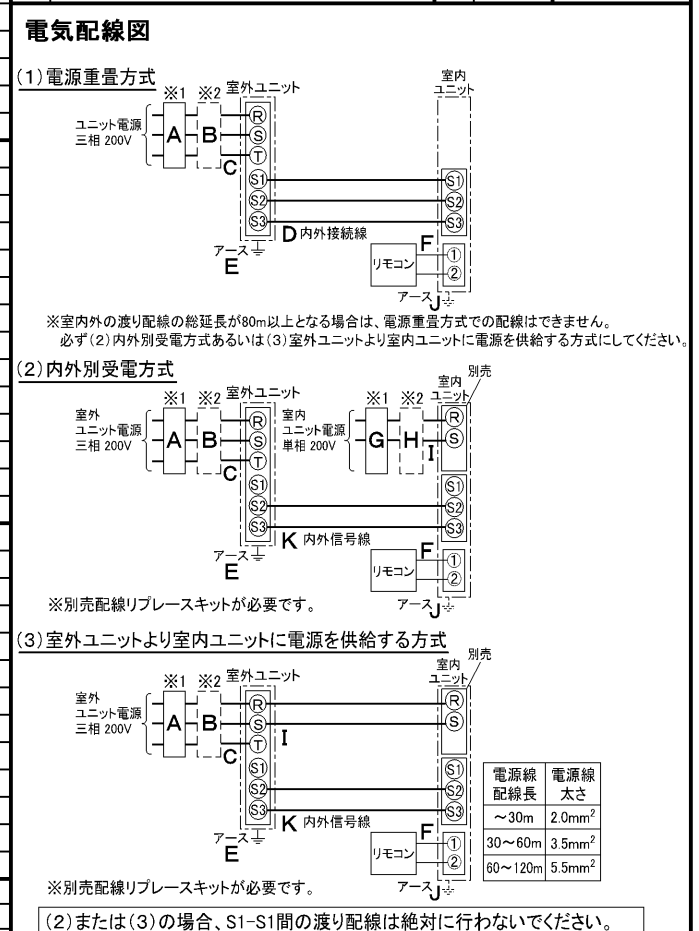 電気配線図
(1)電源重畳方式
※1 ※2 室外ユニット
室内
ユニット
ユニット電源
三相 200V
A B C
R
S
T
S1
S2
S3
S1
S2
S3
D 内外接続線
アース
E
リモコン
F
①
②
アース J
※室内外の渡り配線の総延長が80m以上となる場合は、電源重畳方式での配線はできません。
必ず(2)内外別受電方式あるいは(3)室外ユニットより室内ユニットに電源を供給する方式にしてください。
(2)内外別受電方式
※1 ※2 室外ユニット
※1 ※2
室内
ユニット
別売
室外
ユニット電源
三相 200V
A B C
R
S
T
S1
S2
S3
室内
ユニット電源
単相 200V
G H I
R
S
S1
S2
S3
K 内外信号線
アース
E
リモコン
F
①
②
アース J
※別売配線リプレースキットが必要です。
(3)室外ユニットより室内ユニットに電源を供給する方式
※1 ※2 室外ユニット
室内
ユニット
別売
室外
ユニット電源
三相 200V
A B C
R
S
T
S1
S2
S3
I
R
S
S1
S2
S3
K 内外信号線
アース
E
リモコン
F
①
②
アース J
電源線 電源線
配線長 太さ
～30m 2.0mm²
30～60m 3.5mm²
60～120m 5.5mm²
※別売配線リプレースキットが必要です。
(2)または(3)の場合、S1-S1間の渡り配線は絶対に行わないでください。